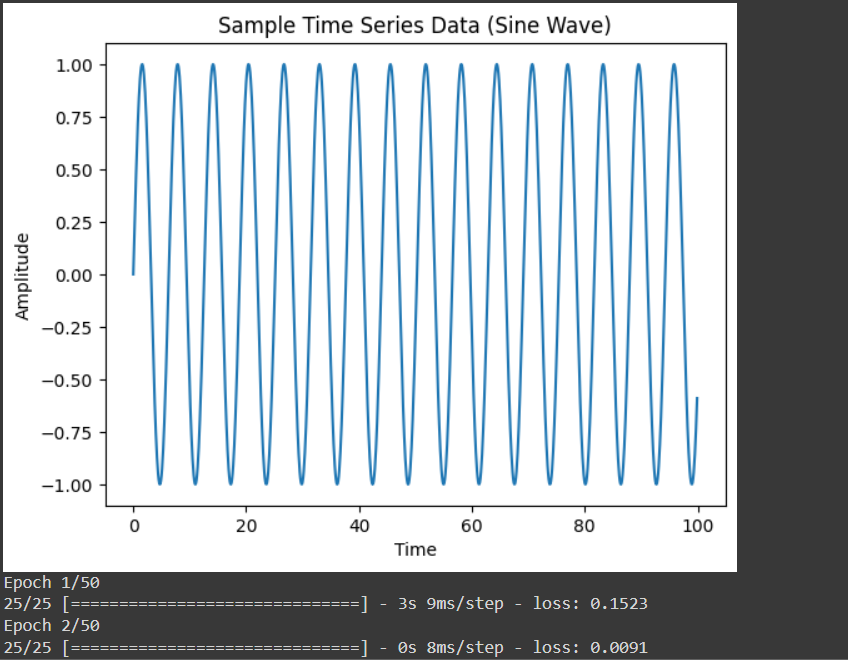 Sample Time Series Data (Sine Wave)
1.00
0.75
0.50
0.25
0.00
−0.25
−0.50
−0.75
−1.00
Amplitude
0 20 40 60 80 100
Time
Epoch 1/50
25/25 [==============================] - 3s 9ms/step - loss: 0.1523
Epoch 2/50
25/25 [==============================] - 0s 8ms/step - loss: 0.0091